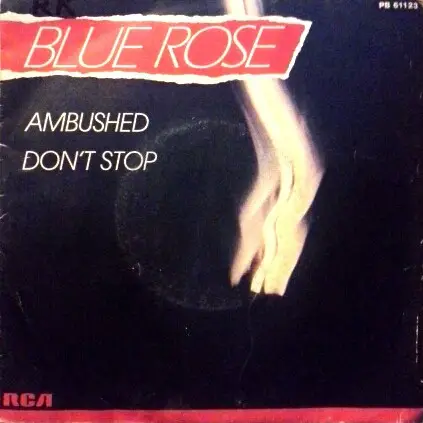 PB 61123
BLUE ROSE
AMBUSHED
DON'T STOP
RCA